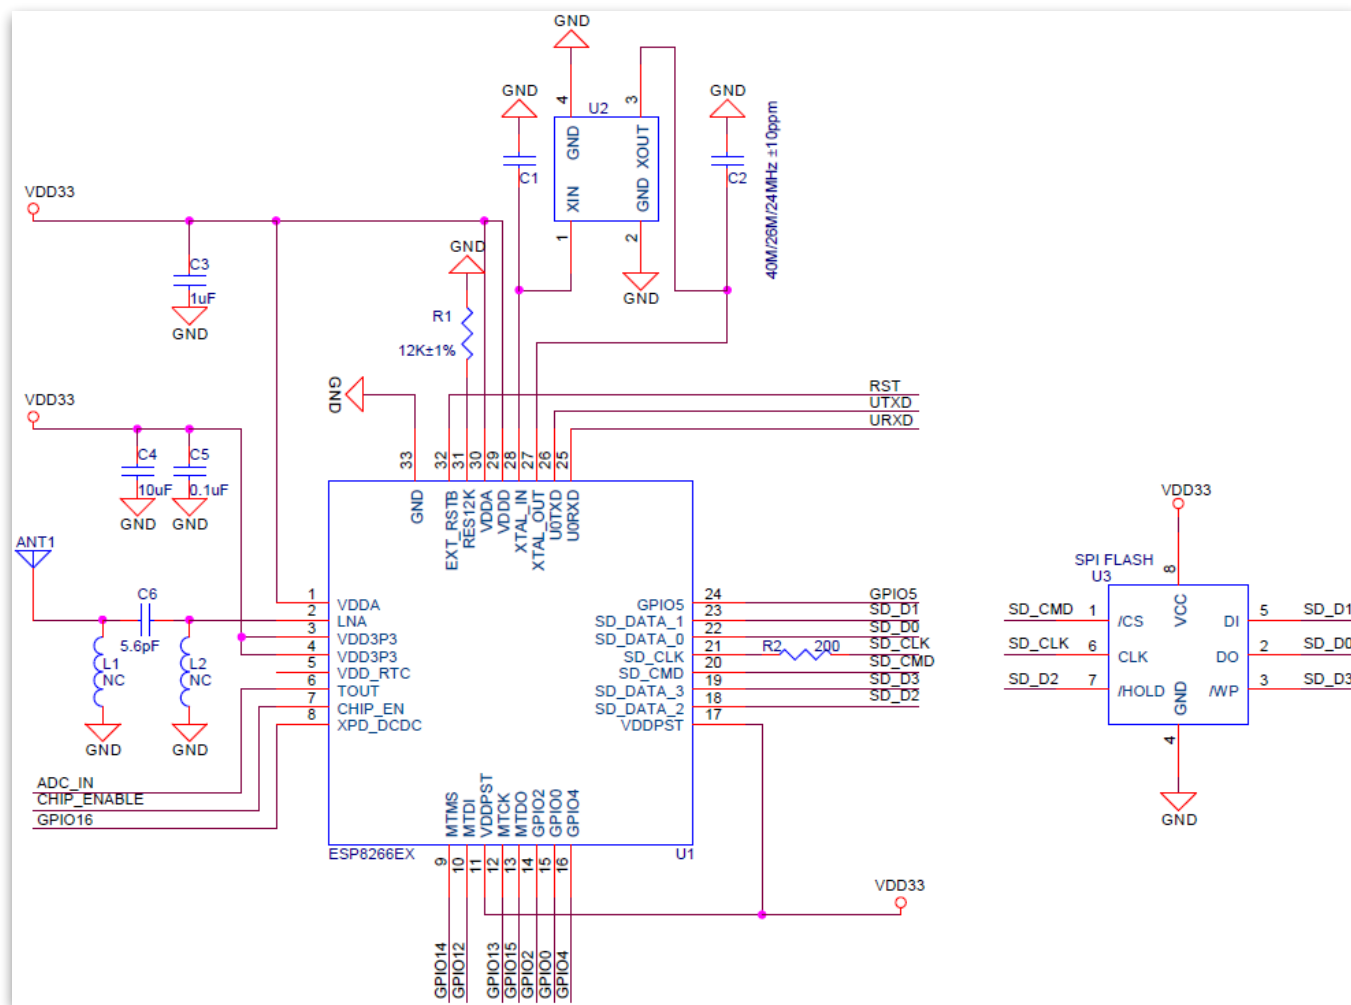 GND
4
3
U2
GND
GND
GND
XOUT
C1
C2
XIN
GND
1
2
40M/26M/24MHz ±10ppm
GND
VDD33
C3
1uF
GND
GND
R1
12K±1%
GND
RST
UTXD
URXD
VDD33
C4
C5
10uF
0.1uF
GND
GND
33
32
31
30
29
28
27
26
25
GND
EXT_RSTB
RES12K
VDDA
VDDD
XTAL_IN
XTAL_OUT
U0TXD
U0RXD
ANT1
C6
5.6pF
L1
NC
L2
NC
GND
GND
1
VDDA
2
LNA
3
VDD3P3
4
VDD3P3
5
VDD_RTC
6
TOUT
7
CHIP_EN
8
XPD_DCDC
GPIO5
24
GPIO5
SD_DATA_1
23
SD_D1
SD_DATA_0
22
SD_D0
SD_CLK
21
R2
200
SD_CLK
SD_CMD
20
SD_CMD
SD_DATA_3
19
SD_D3
SD_DATA_2
18
SD_D2
VDDPST
17
ADC_IN
CHIP_ENABLE
GPIO16
MTMS
MTDI
VDDPST
MTCK
MTDO
GPIO2
GPIO0
GPIO4
ESP8266EX
U1
9
10
11
12
13
14
15
16
GPIO14
GPIO12
GPIO13
GPIO15
GPIO2
GPIO0
GPIO4
VDD33
VDD33
SPI FLASH
U3
8
VCC
SD_CMD
1
/CS
DI
5
SD_D1
SD_CLK
6
CLK
DO
2
SD_D0
SD_D2
7
/HOLD
/WP
3
SD_D3
GND
4
GND